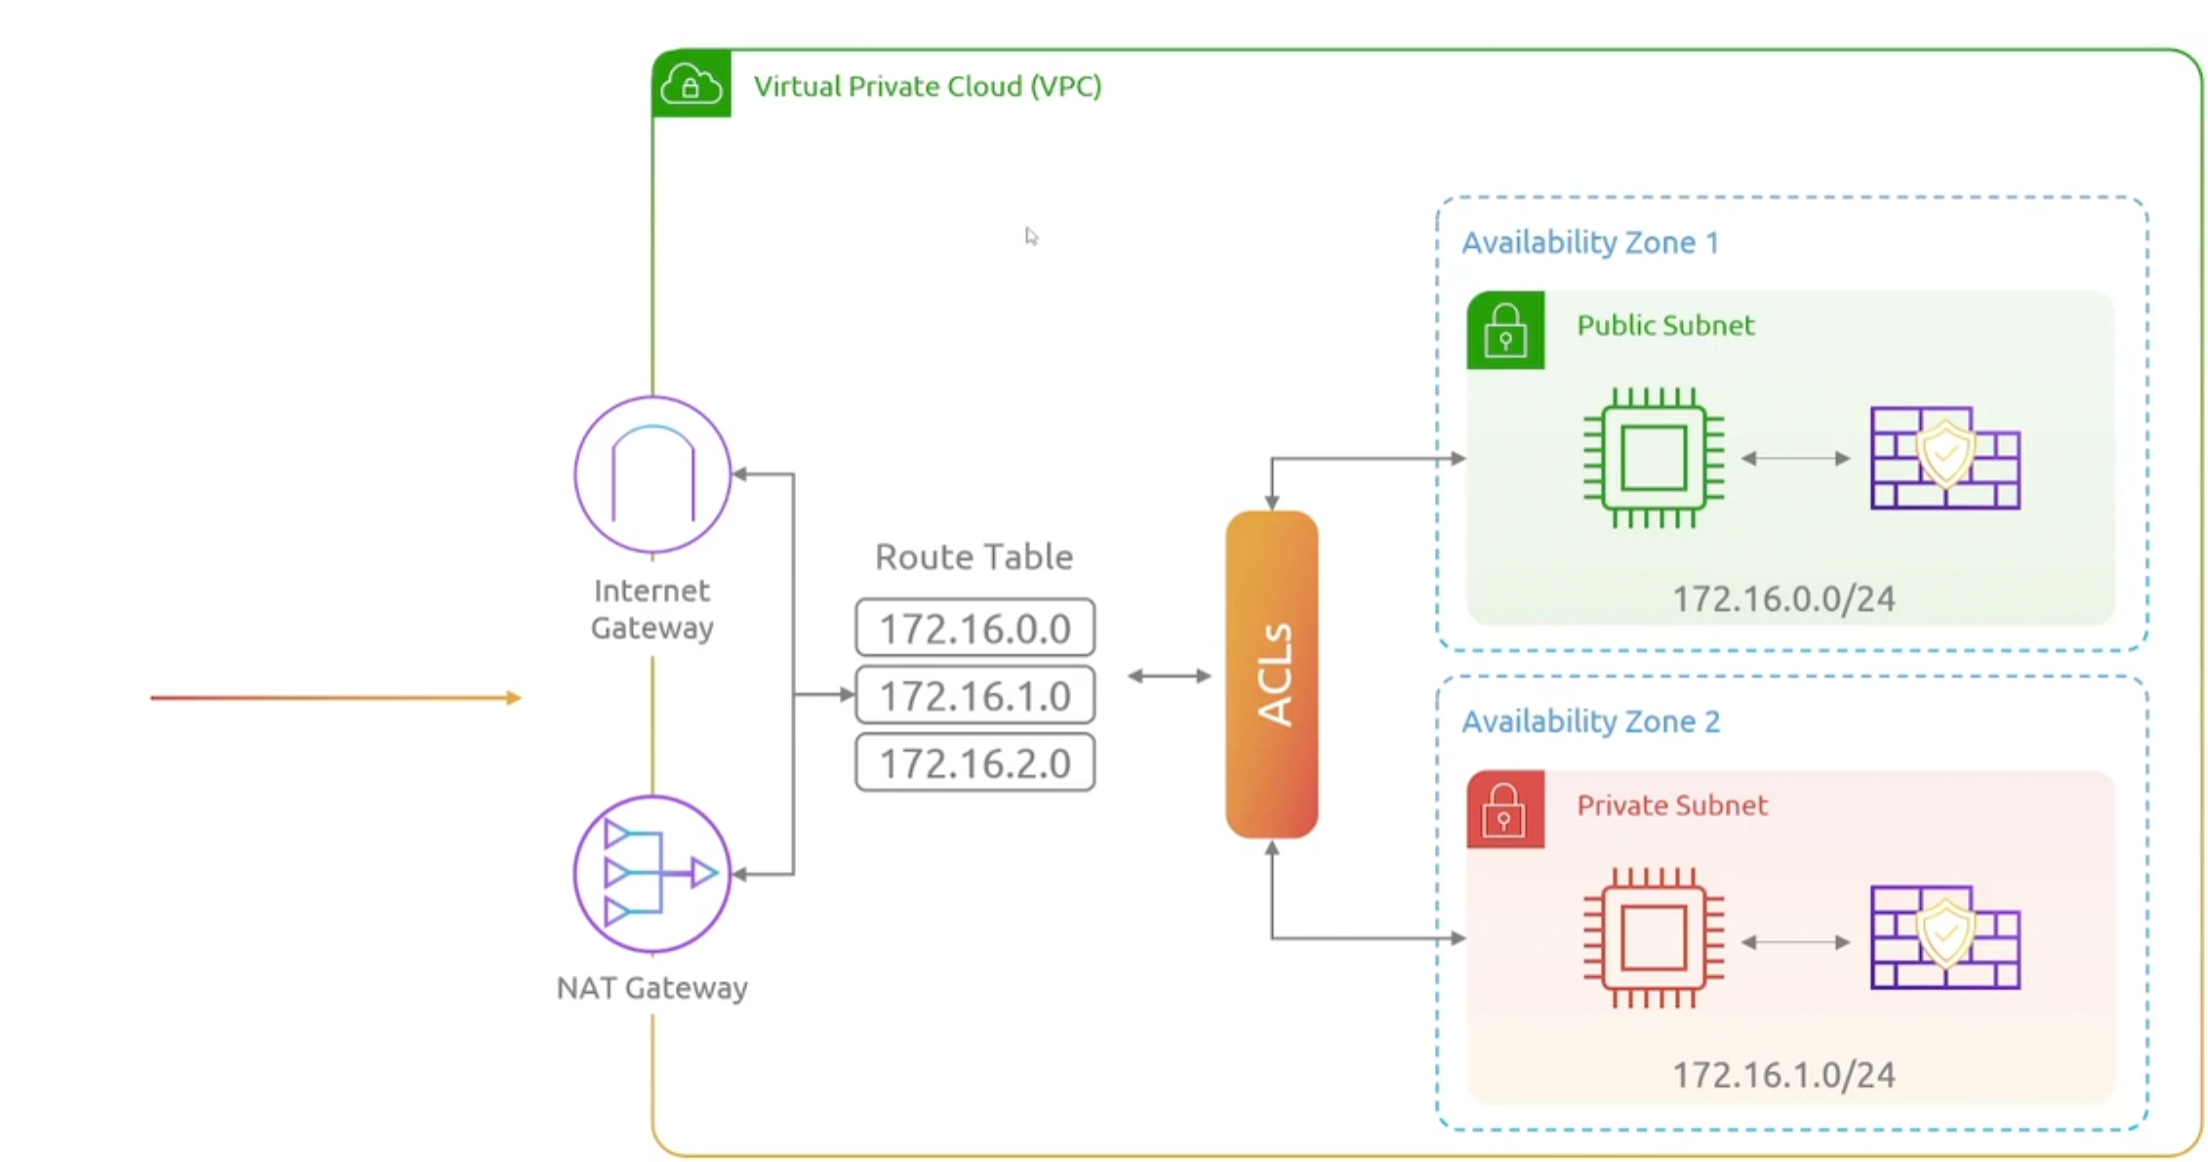 Virtual Private Cloud (VPC)
Availability Zone 1
Public Subnet
172.16.0.0/24
Internet
Gateway
Route Table
172.16.0.0
172.16.1.0
172.16.2.0
ACLs
NAT Gateway
Availability Zone 2
Private Subnet
172.16.1.0/24